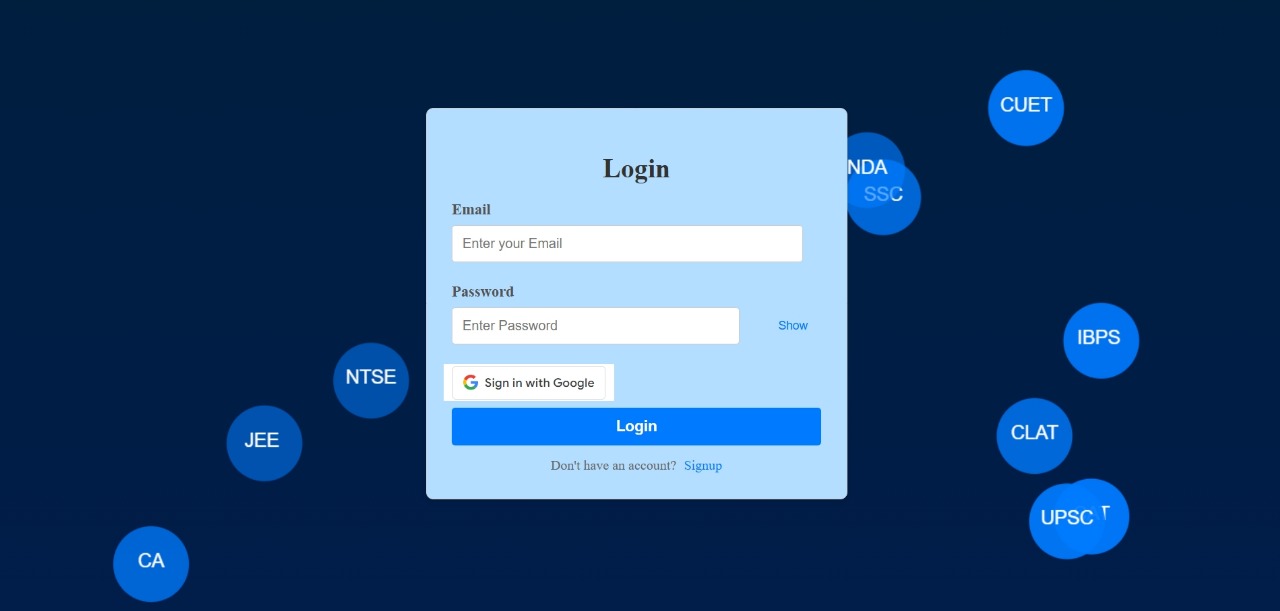 CUET
Login
NDA
SSC
Email
Enter your Email
Password
Enter Password
Show
IBPS
NTSE
Sign in with Google
JEE
Login
CLAT
Don't have an account? Signup
UPSC
CA